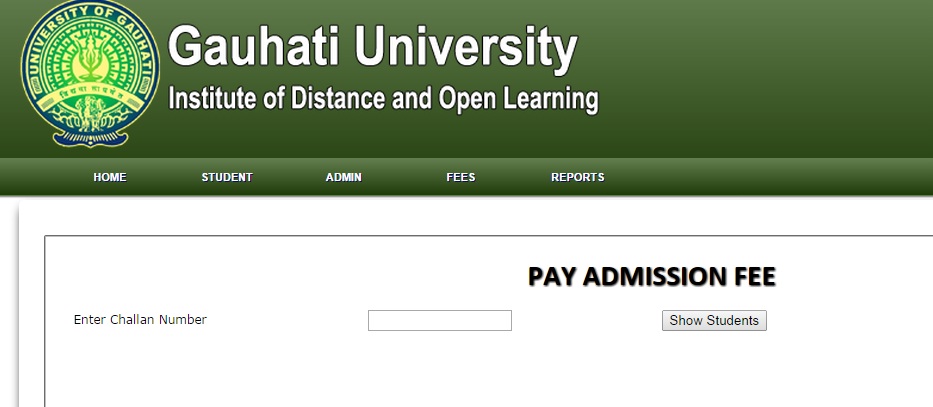 UNIVERSITY OF GAUHATI
Gauhati University
Institute of Distance and Open Learning
HOME STUDENT ADMIN FEES REPORTS
PAY ADMISSION FEE
Enter Challan Number Show Students